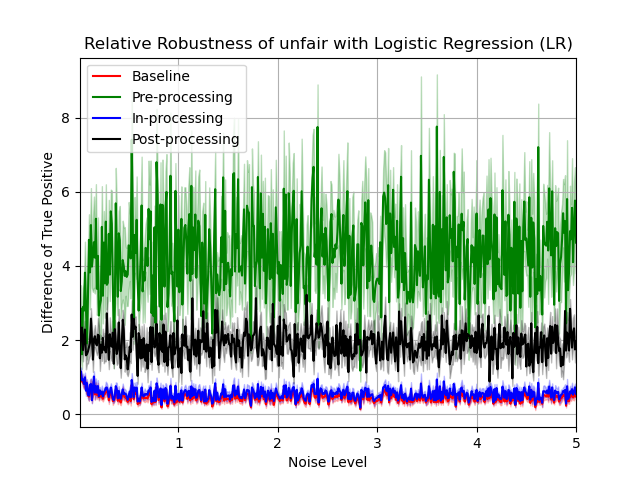 Relative Robustness of unfair with Logistic Regression (LR)
Baseline
Pre-processing
In-processing
Post-processing
Difference of True Positive
8
6
4
2
0
1
2
3
4
5
Noise Level